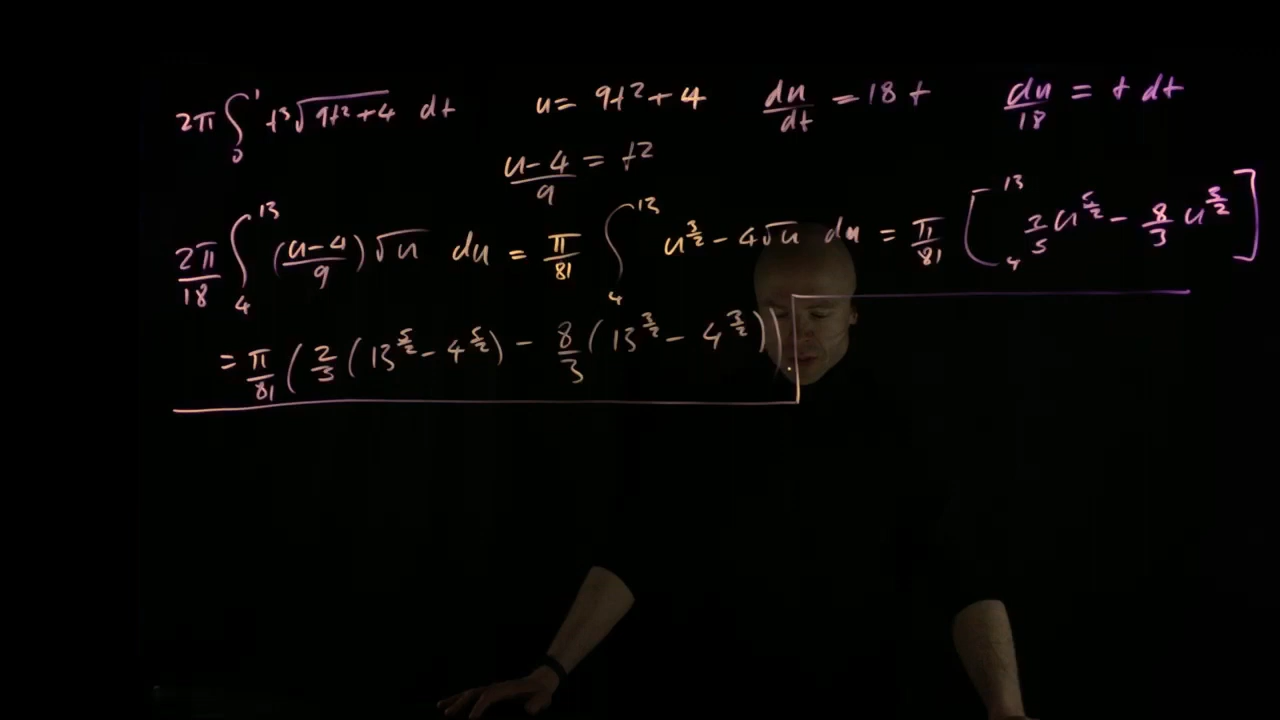 2π ∫₀¹ t³√(9t²+4) dt    u = 9t²+4    du/dt = 18t    du/18 = t dt
(u-4)/9 = t²
2π/18 ∫₄¹³ ((u-4)/9)√u du = π/81 ∫₄¹³ u^(3/2) - 4√u du = π/81 [₄¹³ 2/5 u^(5/2) - 8/3 u^(3/2)]
= π/81 (2/3 (13^(5/2) - 4^(5/2)) - 8/3 (13^(3/2) - 4^(3/2)))